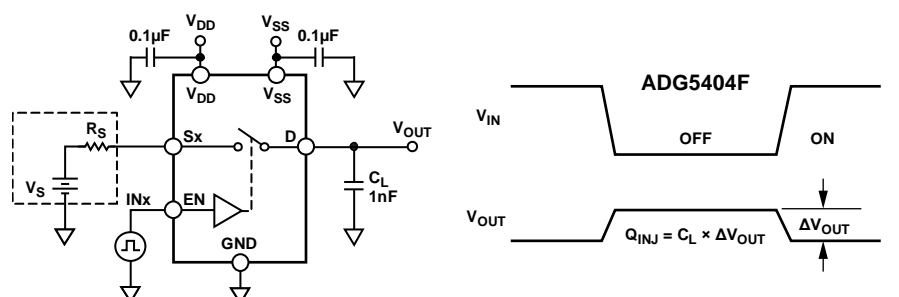 V_DD
V_SS
0.1µF
0.1µF
V_DD
V_SS
R_S
Sx
D
V_OUT
V_S
C_L
1nF
INx
EN
GND
ADG5404F
V_IN
OFF
ON
V_OUT
Q_INJ = C_L × ΔV_OUT
ΔV_OUT